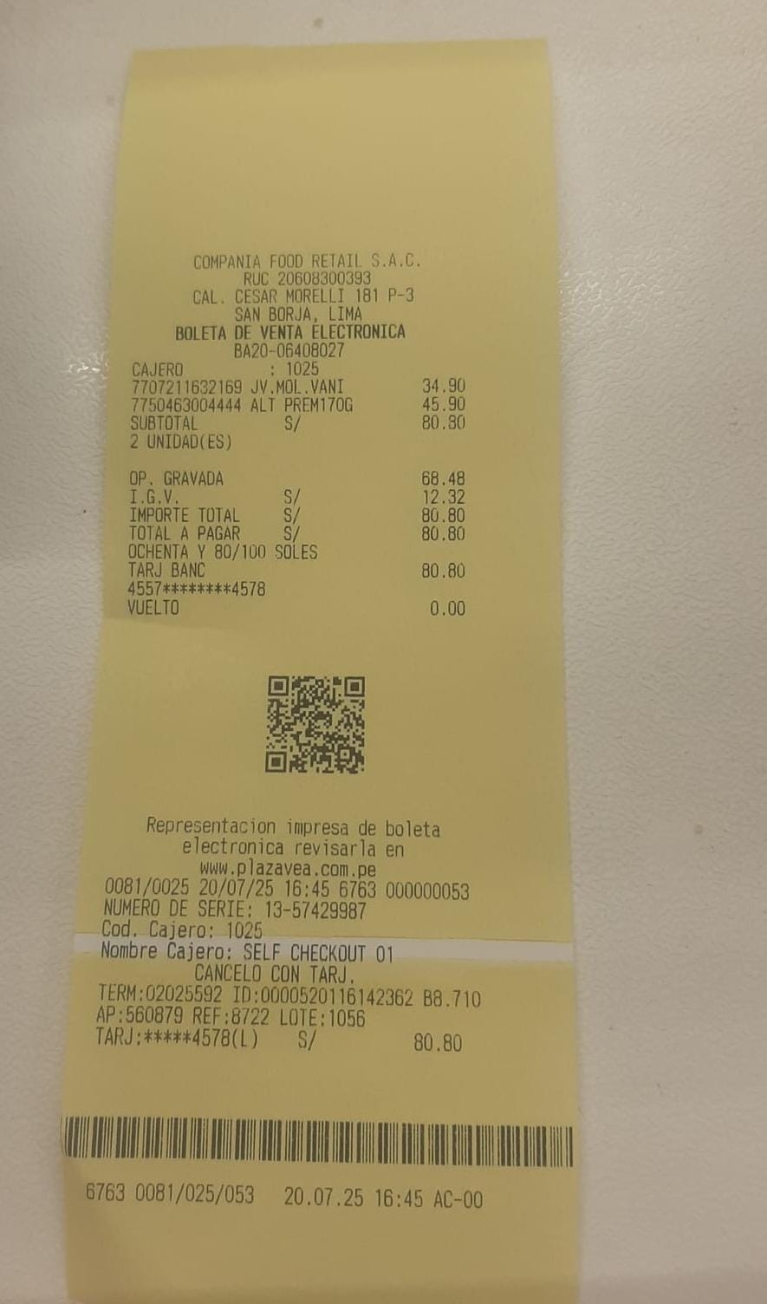 COMPANIA FOOD RETAIL S.A.C.
RUC 20608300393
CAL. CESAR MORELLI 181 P-3
SAN BORJA, LIMA
BOLETA DE VENTA ELECTRONICA
BA20-06408027
CAJERO : 1025
7707211632169 JV.MOL.VANI 34.90
7750463004444 ALT PREM170G 45.90
SUBTOTAL S/ 80.80
2 UNIDAD(ES)
OP. GRAVADA 68.48
I.G.V. S/ 12.32
IMPORTE TOTAL S/ 80.80
TOTAL A PAGAR S/ 80.80
OCHENTA Y 80/100 SOLES
TARJ BANC 80.80
4557********4578
VUELTO 0.00
Representacion impresa de boleta
electronica revisarla en
www.plazavea.com.pe
0081/0025 20/07/25 16:45 6763 000000053
NUMERO DE SERIE: 13-57429987
Cod. Cajero: 1025
Nombre Cajero: SELF CHECKOUT 01
CANCELO CON TARJ.
TERM:02025592 ID:0000520116142362 B8.710
AP:560879 REF:8722 LOTE:1056
TARJ:*****4578(L) S/ 80.80
6763 0081/025/053 20.07.25 16:45 AC-00